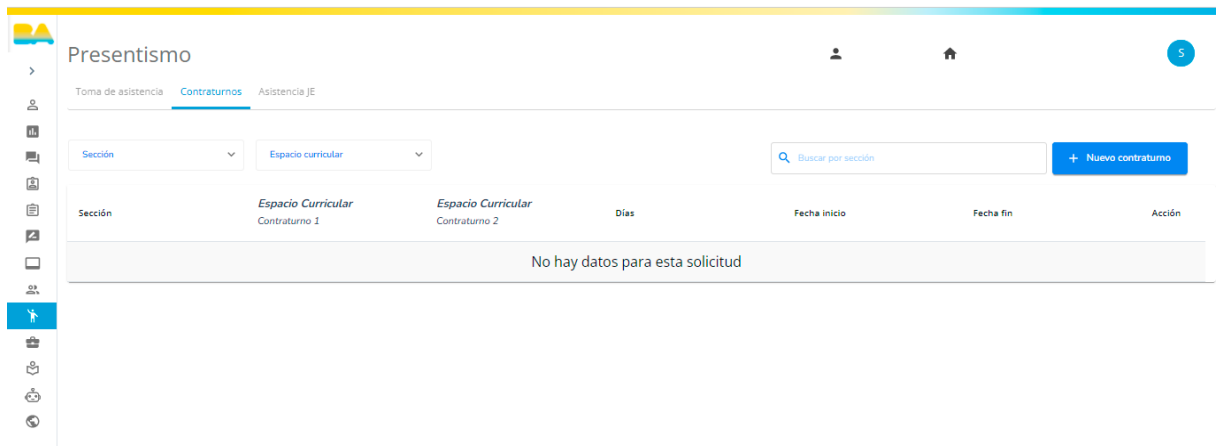 BA
Presentismo
S
Toma de asistencia Contraturnos Asistencia JE
Sección Espacio curricular Buscar por sección + Nuevo contraturno
Sección Espacio Curricular Contraturno 1 Espacio Curricular Contraturno 2 Días Fecha inicio Fecha fin Acción
No hay datos para esta solicitud